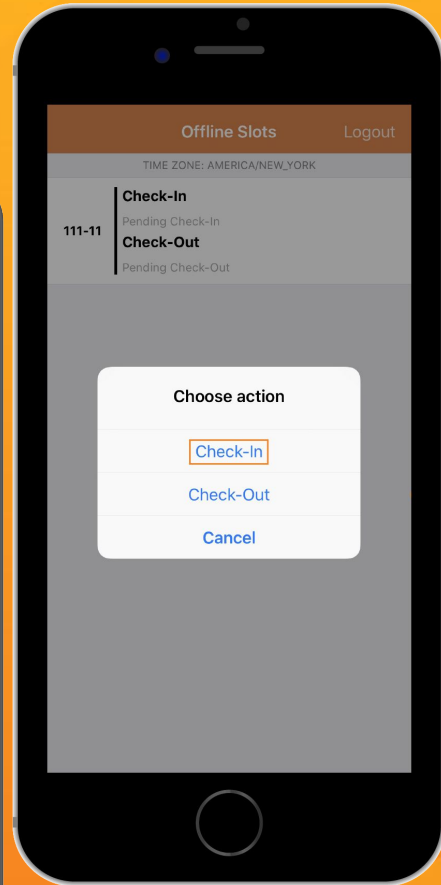 Offline Slots Logout
TIME ZONE: AMERICA/NEW_YORK
Check-In
Pending Check-In
111-11
Check-Out
Pending Check-Out
Choose action
Check-In
Check-Out
Cancel